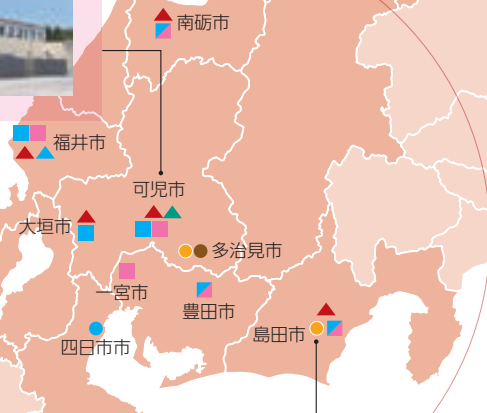 南砺市
福井市
可児市
大垣市
多治見市
一宮市
豊田市
島田市
四日市市